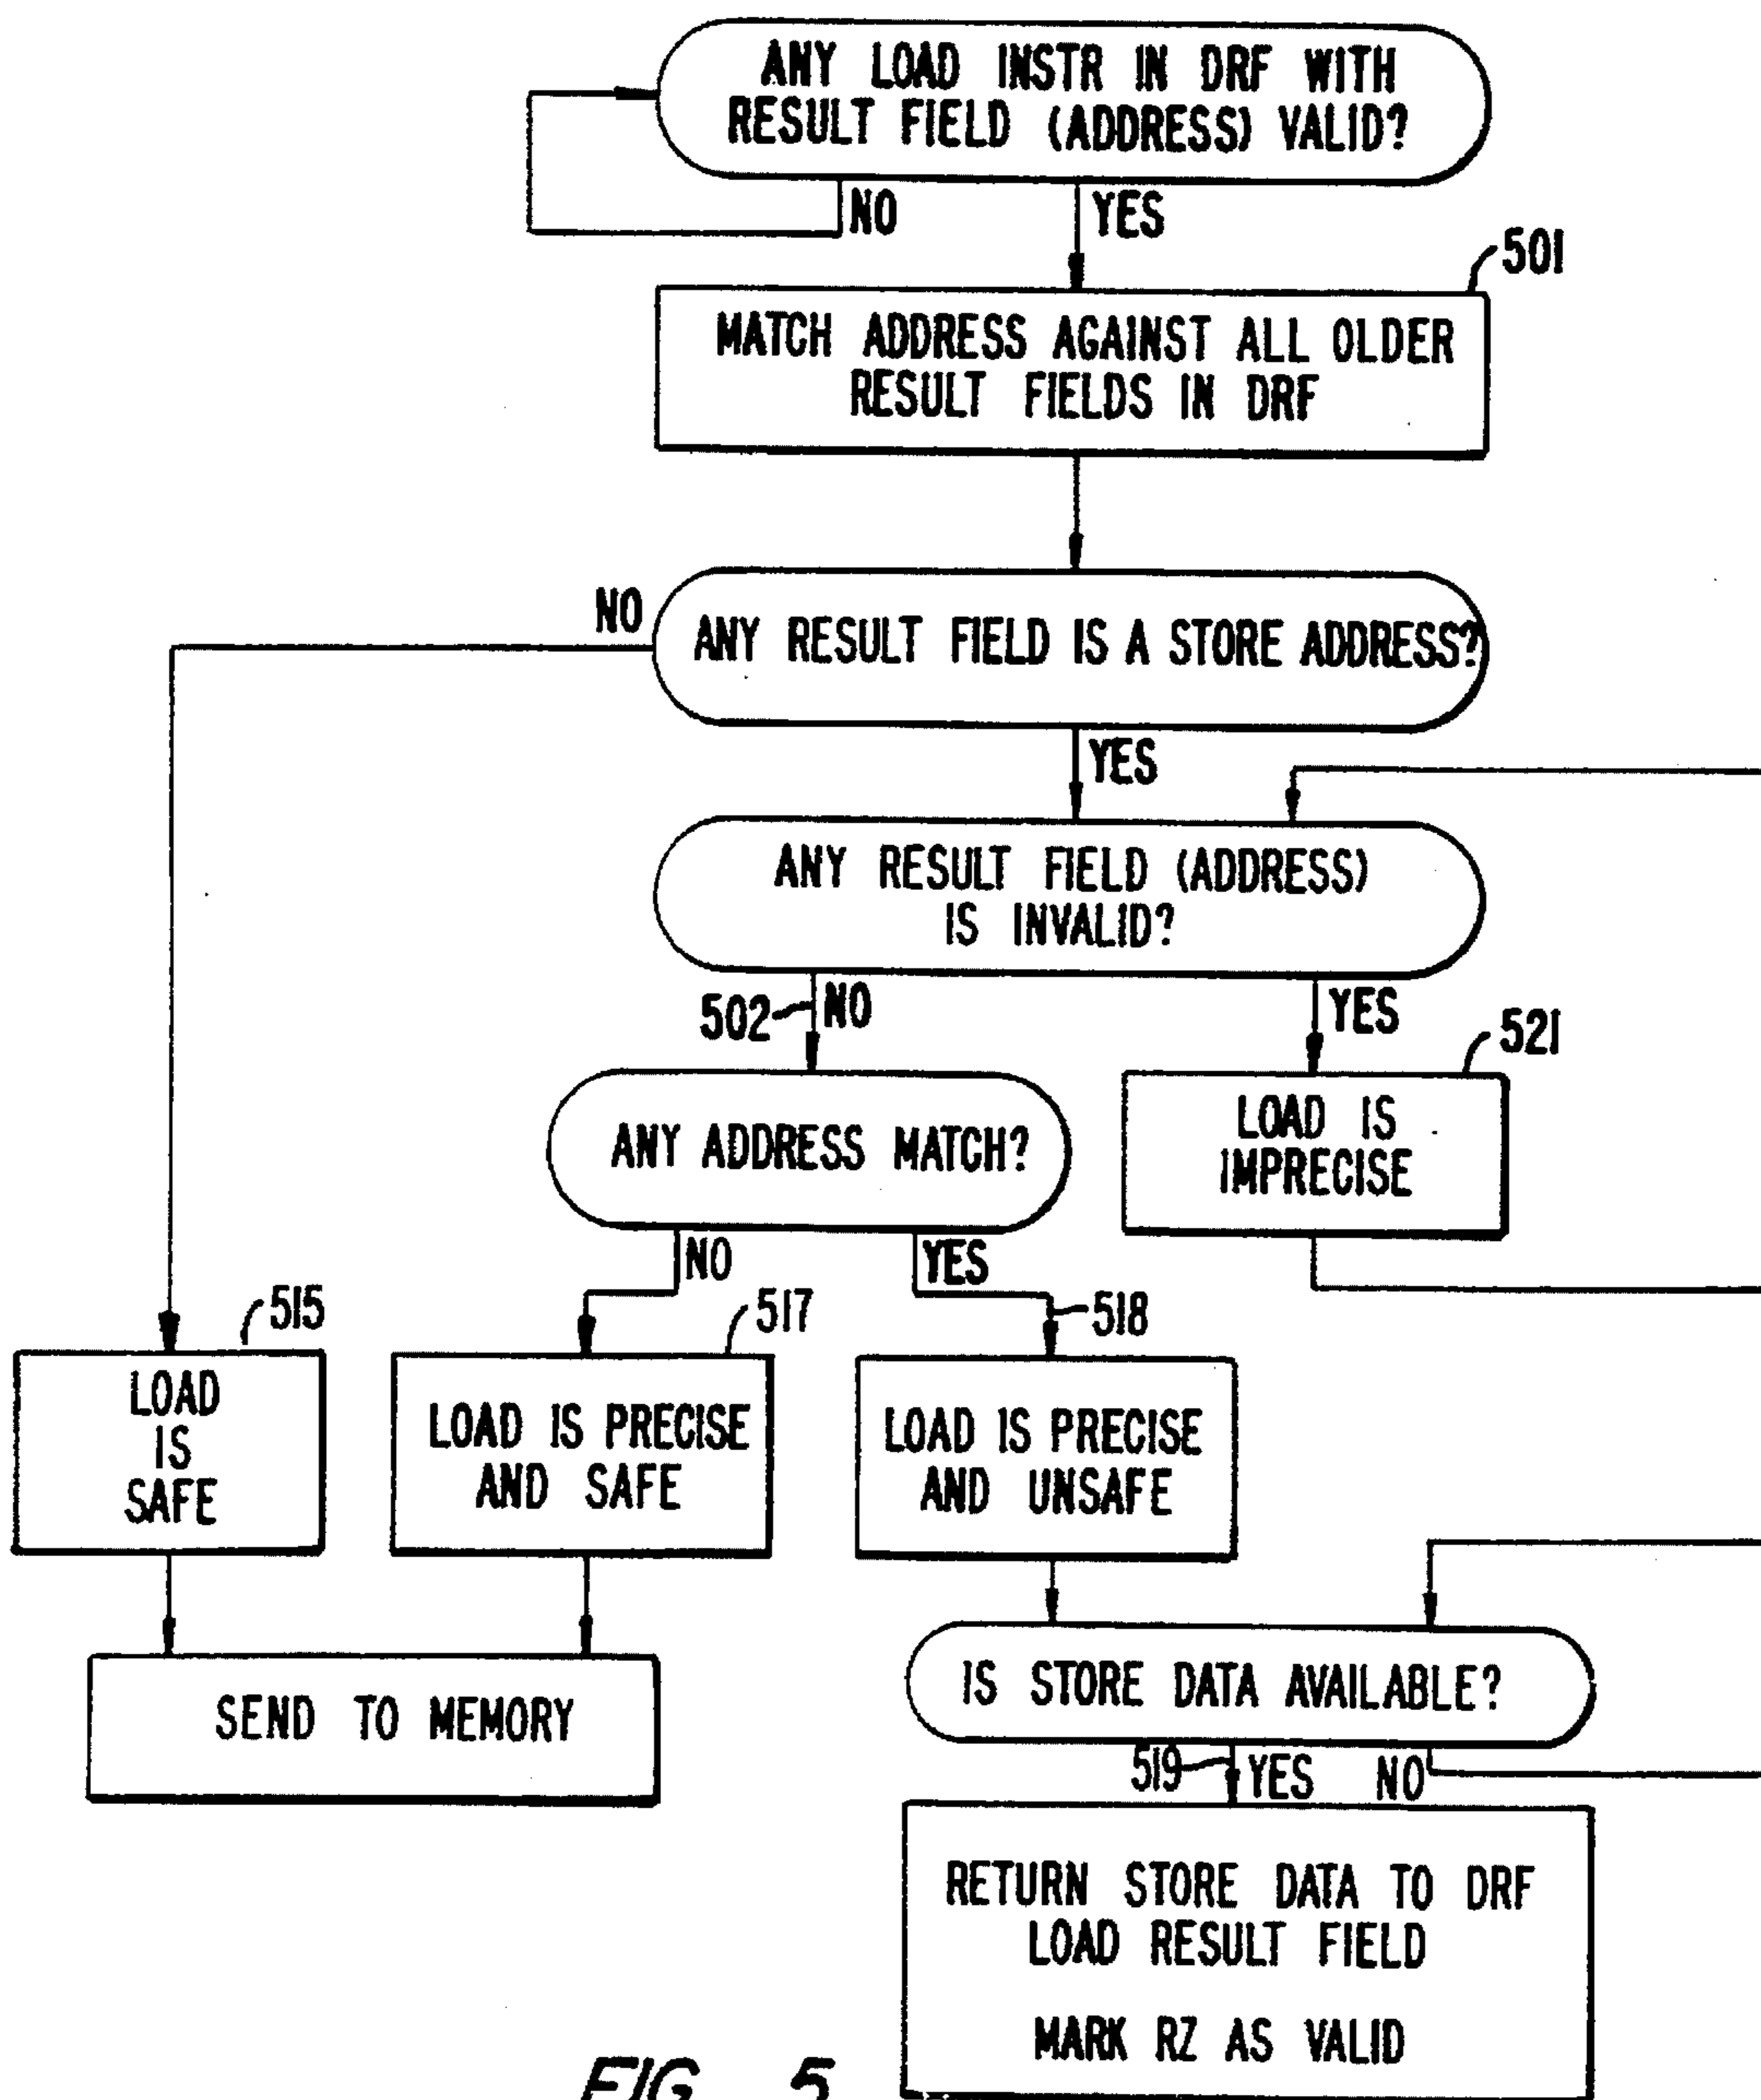 ANY LOAD INSTR IN DRF WITH
RESULT FIELD (ADDRESS) VALID?
NO
YES
501
MATCH ADDRESS AGAINST ALL OLDER
RESULT FIELDS IN DRF
NO
ANY RESULT FIELD IS A STORE ADDRESS?
YES
ANY RESULT FIELD (ADDRESS)
IS INVALID?
502
NO
YES
521
ANY ADDRESS MATCH?
LOAD IS
IMPRECISE
NO
YES
515
517
518
LOAD
IS
SAFE
LOAD IS PRECISE
AND SAFE
LOAD IS PRECISE
AND UNSAFE
SEND TO MEMORY
IS STORE DATA AVAILABLE?
519
YES
NO
RETURN STORE DATA TO DRF
LOAD RESULT FIELD
MARK RZ AS VALID
FIG 5